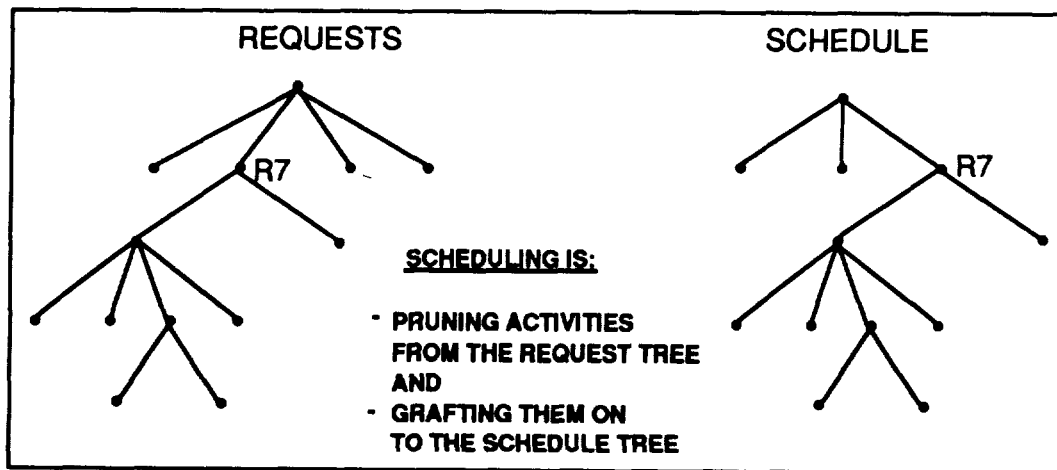 REQUESTS
SCHEDULE
R7
R7
SCHEDULING IS:
- PRUNING ACTIVITIES
FROM THE REQUEST TREE
AND
- GRAFTING THEM ON
TO THE SCHEDULE TREE